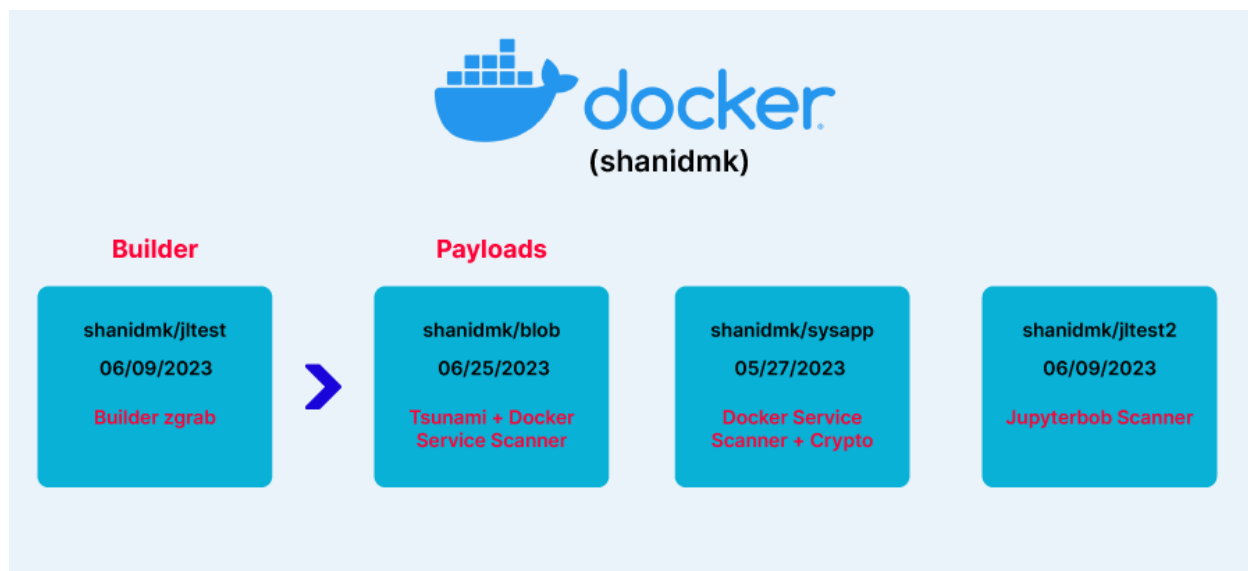 docker
(shanidmk)
Builder
Payloads
shanidmk/jltest
06/09/2023
Builder zgrab
shanidmk/blob
06/25/2023
Tsunami + Docker
Service Scanner
shanidmk/sysapp
05/27/2023
Docker Service
Scanner + Crypto
shanidmk/jltest2
06/09/2023
Jupyterbob Scanner